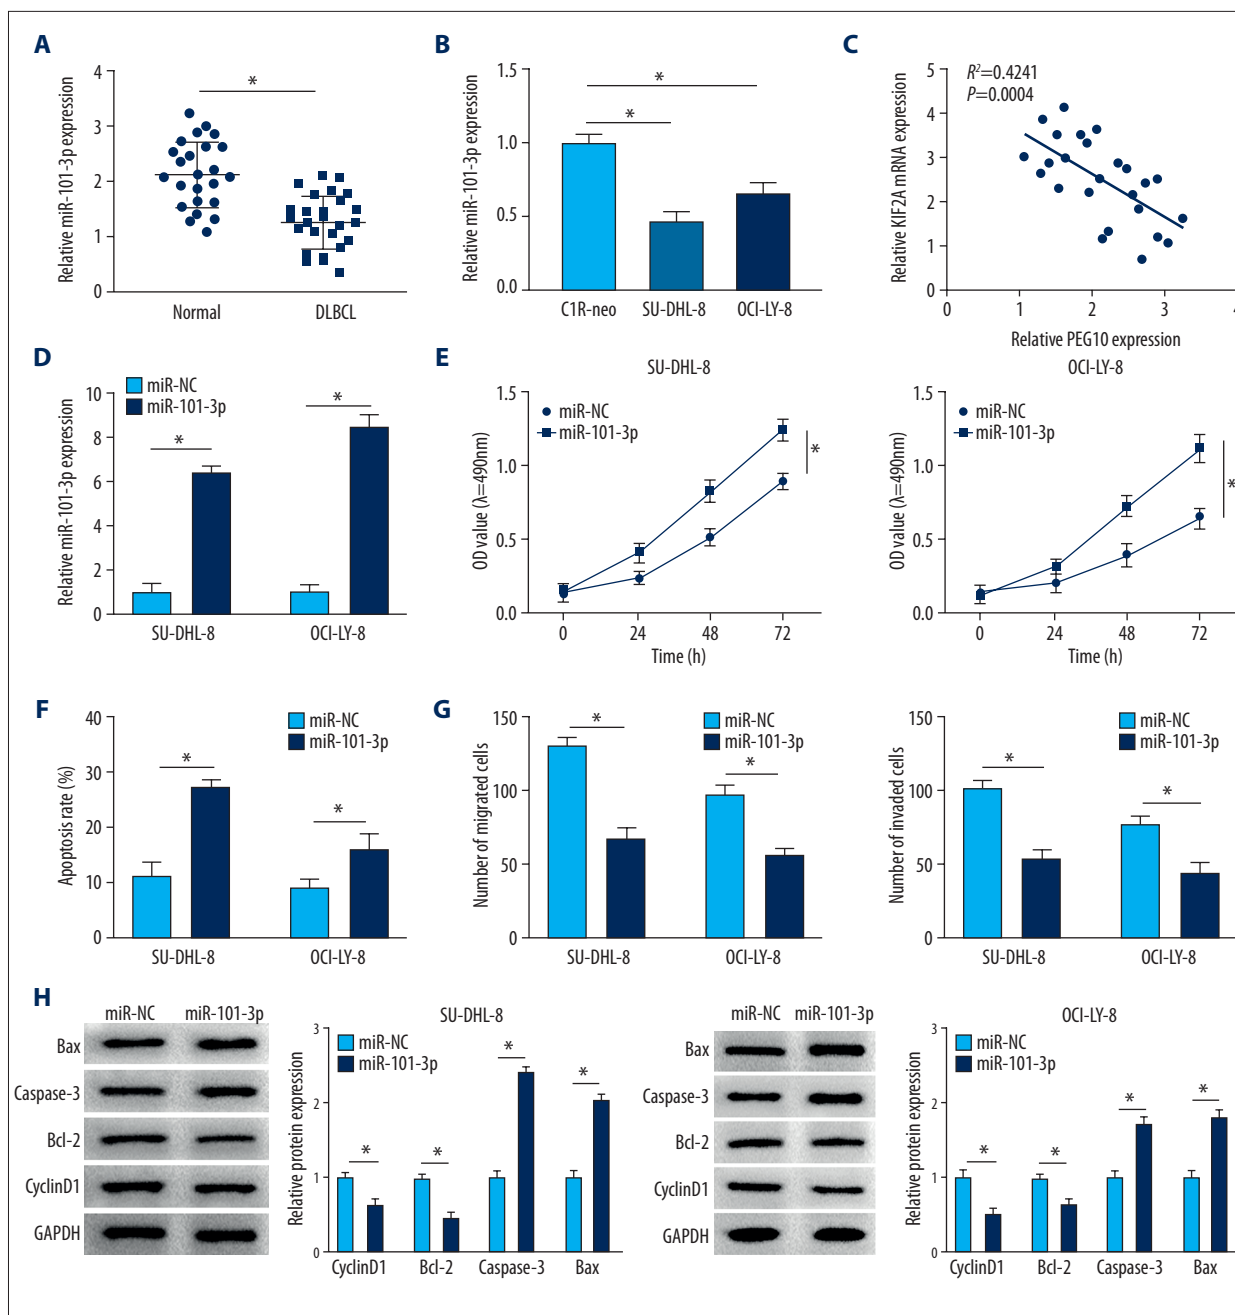 A
Relative miR-101-3p expression
4
3
2
1
0
*
Normal
DLBCL
B
Relative miR-101-3p expression
1.5
1.0
0.5
0.0
*
*
C1R-neo
SU-DHL-8
OCI-LY-8
C
Relative KIF2A mRNA expression
R²=0.4241
P=0.0004
5
4
3
2
1
0
0 1 2 3 4
Relative PEG10 expression
D
Relative miR-101-3p expression
miR-NC
miR-101-3p
10
8
6
4
2
0
*
*
SU-DHL-8
OCI-LY-8
E
SU-DHL-8
OD value (λ=490nm)
1.5
1.0
0.5
0.0
miR-NC
miR-101-3p
*
0 24 48 72
Time (h)
OCI-LY-8
OD value (λ=490nm)
1.5
1.0
0.5
0.0
miR-NC
miR-101-3p
*
0 24 48 72
Time (h)
F
Apoptosis rate (%)
40
30
20
10
0
miR-NC
miR-101-3p
*
*
SU-DHL-8
OCI-LY-8
G
Number of migrated cells
150
100
50
0
miR-NC
miR-101-3p
*
*
SU-DHL-8
OCI-LY-8
Number of invaded cells
150
100
50
0
miR-NC
miR-101-3p
*
*
SU-DHL-8
OCI-LY-8
H
miR-NC miR-101-3p
Bax
Caspase-3
Bcl-2
CyclinD1
GAPDH
SU-DHL-8
Relative protein expression
3
2
1
0
miR-NC
miR-101-3p
*
*
*
*
CyclinD1 Bcl-2 Caspase-3 Bax
miR-NC miR-101-3p
Bax
Caspase-3
Bcl-2
CyclinD1
GAPDH
OCI-LY-8
Relative protein expression
3
2
1
0
miR-NC
miR-101-3p
*
*
*
*
CyclinD1 Bcl-2 Caspase-3 Bax